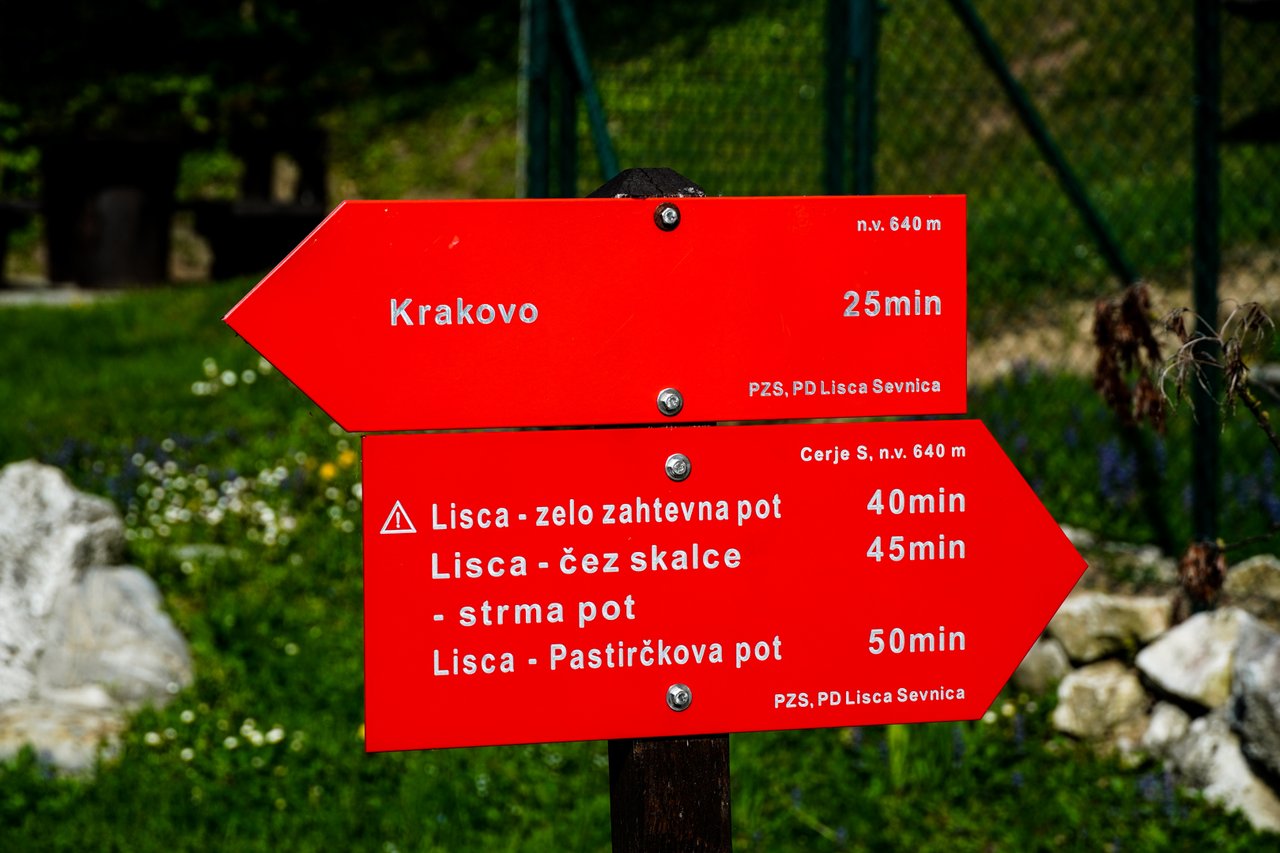 n.v. 640 m
Krakovo 25min
PZS, PD Lisca Sevnica
Cerje S, n.v. 640 m
Lisca - zelo zahtevna pot 40min
Lisca - čez skalce 45min
- strma pot
Lisca - Pastirčkova pot 50min
PZS, PD Lisca Sevnica